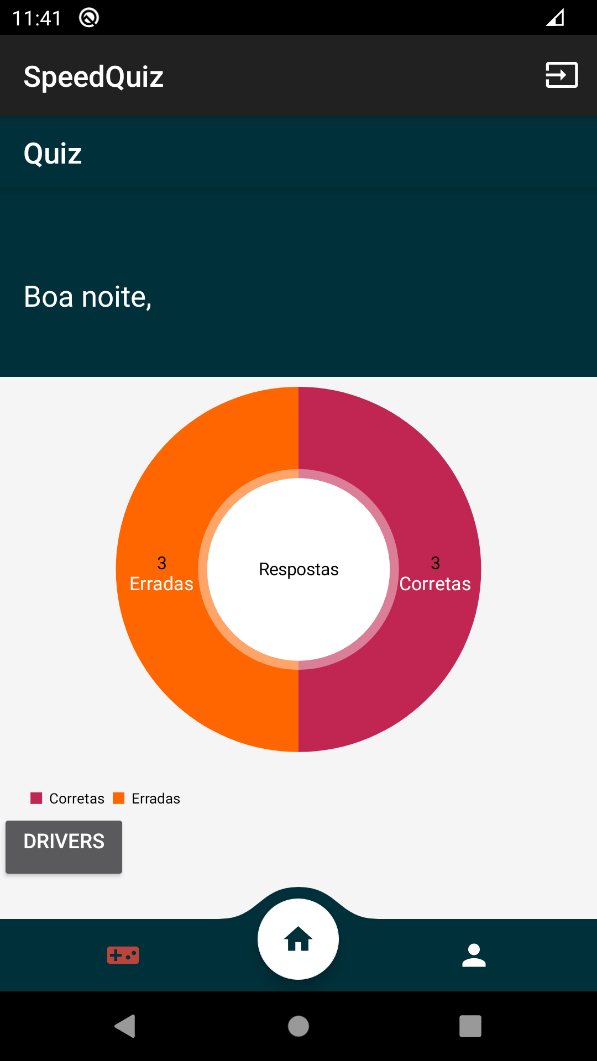 11:41
SpeedQuiz
Quiz
Boa noite,
3
Erradas
Respostas
3
Corretas
Corretas Erradas
DRIVERS